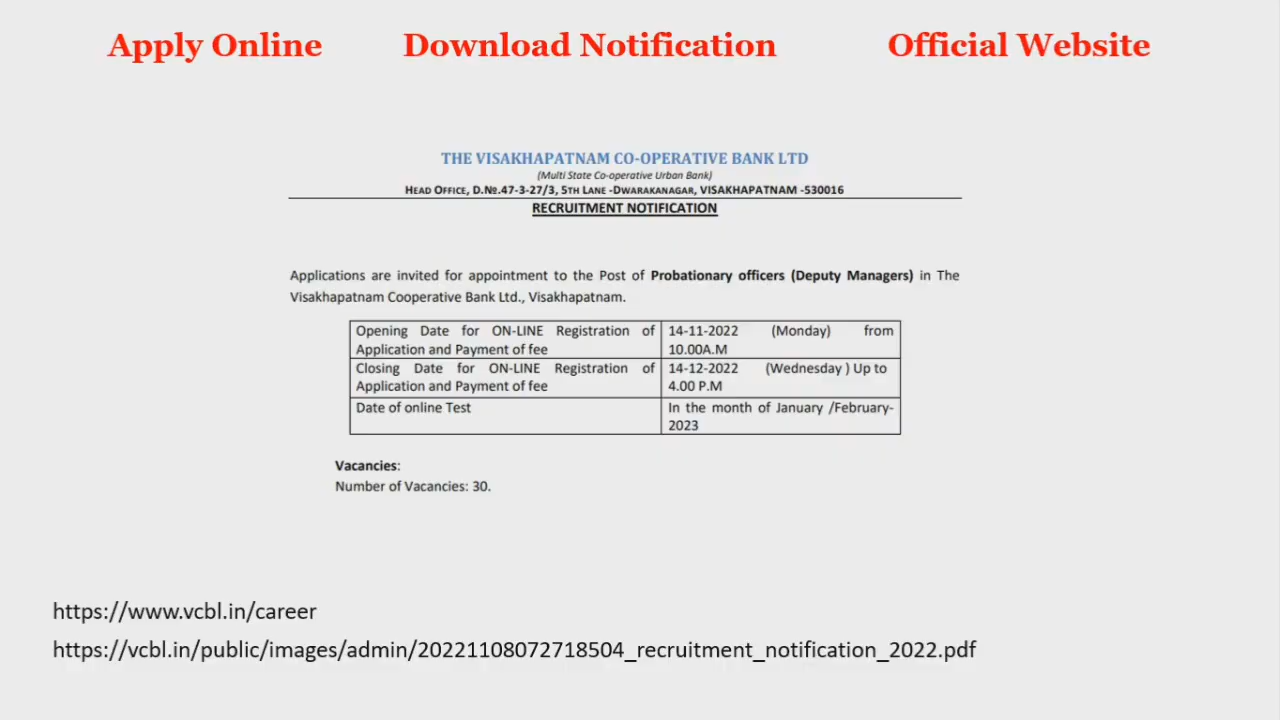 Apply Online Download Notification Official Website
THE VISAKHAPATNAM CO-OPERATIVE BANK LTD
(Multi State Co-operative Urban Bank)
HEAD OFFICE, D.№.47-3-27/3, 5TH LANE -DWARAKANAGAR, VISAKHAPATNAM -530016
RECRUITMENT NOTIFICATION
Applications are invited for appointment to the Post of Probationary officers (Deputy Managers) in The
Visakhapatnam Cooperative Bank Ltd., Visakhapatnam.
Opening Date for ON-LINE Registration of 14-11-2022 (Monday) from
Application and Payment of fee 10.00A.M
Closing Date for ON-LINE Registration of 14-12-2022 (Wednesday ) Up to
Application and Payment of fee 4.00 P.M
Date of online Test In the month of January /February-
2023
Vacancies:
Number of Vacancies: 30.
https://www.vcbl.in/career
https://vcbl.in/public/images/admin/20221108072718504_recruitment_notification_2022.pdf